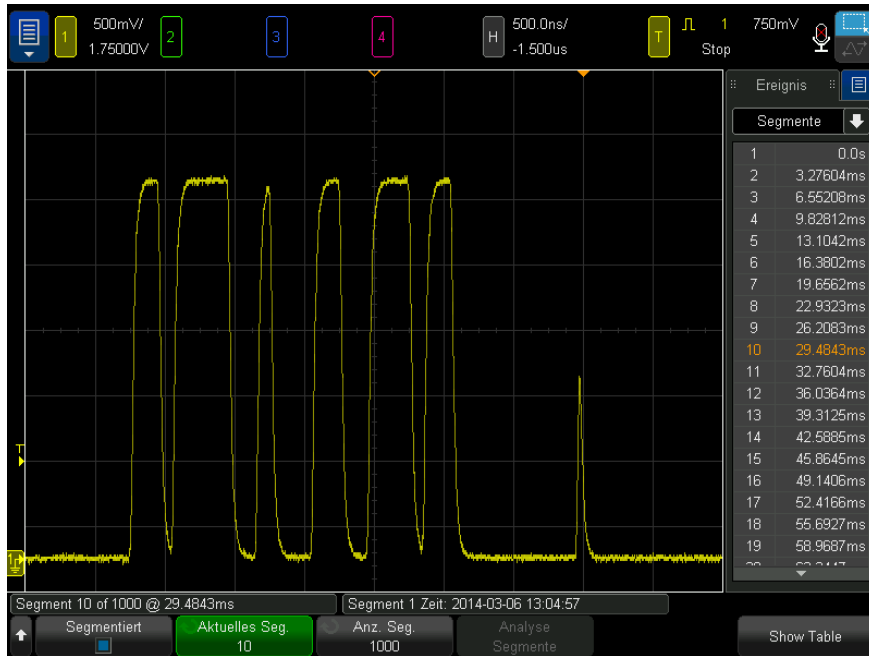 1 500mV/ 2 3 4 H 500.0ns/ T 1 750mV
1.75000V -1.500us Stop
Ereignis
Segmente
1 0.0s
2 3.27604ms
3 6.55208ms
4 9.82812ms
5 13.1042ms
6 16.3802ms
7 19.6562ms
8 22.9323ms
9 26.2083ms
10 29.4843ms
11 32.7604ms
12 36.0364ms
13 39.3125ms
14 42.5885ms
15 45.8645ms
16 49.1406ms
17 52.4166ms
18 55.6927ms
19 58.9687ms
T
1
Segment 10 of 1000 @ 29.4843ms
Segment 1 Zeit: 2014-03-06 13:04:57
Segmentiert
Aktuelles Seg.
10
Anz. Seg.
1000
Analyse
Segmente
Show Table